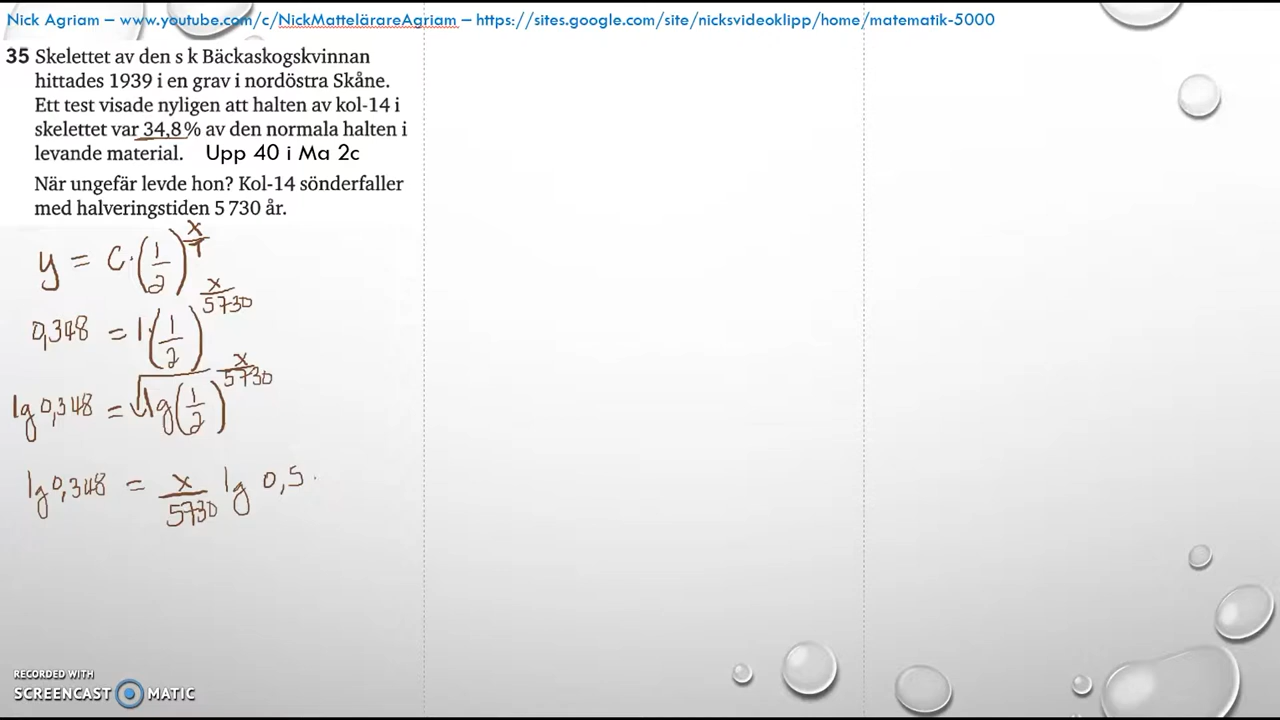 Nick Agriam – www.youtube.com/c/NickMattelärareAgriam – https://sites.google.com/site/nicksvideoklipp/home/matematik-5000
35 Skelettet av den s k Bäckaskogskvinnan
hittades 1939 i en grav i nordöstra Skåne.
Ett test visade nyligen att halten av kol-14 i
skelettet var 34,8% av den normala halten i
levande material. Upp 40 i Ma 2c
När ungefär levde hon? Kol-14 sönderfaller
med halveringstiden 5 730 år.
y = C·(1/2)^(x/T)
0,348 = 1·(1/2)^(x/5730)
lg 0,348 = lg(1/2)^(x/5730)
lg 0,348 = x/5730 lg 0,5
RECORDED WITH
SCREENCAST MATIC